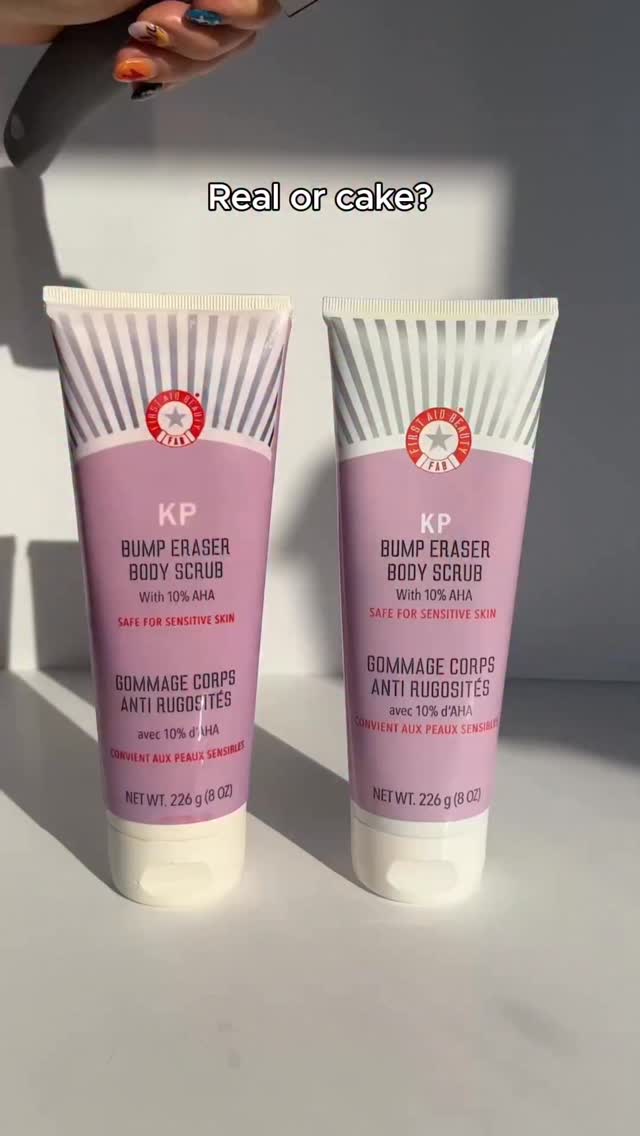 Real or cake?
FIRST AID BEAUTY
FAB
KP
BUMP ERASER
BODY SCRUB
With 10% AHA
SAFE FOR SENSITIVE SKIN
GOMMAGE CORPS
ANTI RUGOSITÉS
avec 10% d'AHA
CONVIENT AUX PEAUX SENSIBLES
NET WT. 226 g (8 OZ)
FIRST AID BEAUTY
FAB
KP
BUMP ERASER
BODY SCRUB
With 10% AHA
SAFE FOR SENSITIVE SKIN
GOMMAGE CORPS
ANTI RUGOSITÉS
avec 10% d'AHA
CONVIENT AUX PEAUX SENSIBLES
NET WT. 226 g (8 OZ)